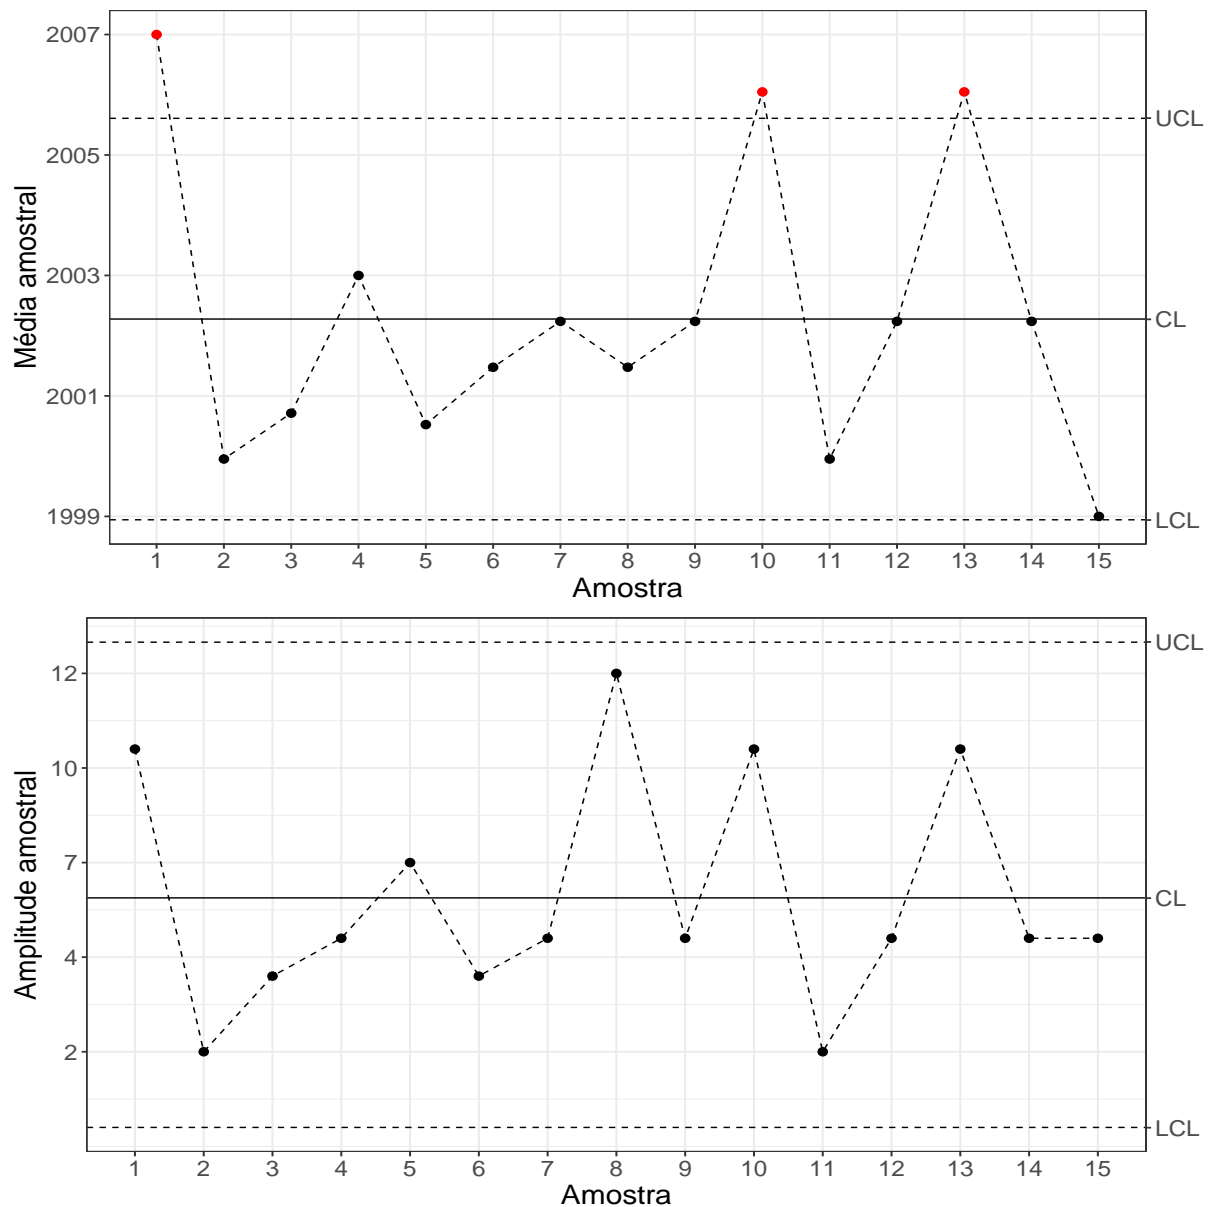 Média amostral
2007
2005
2003
2001
1999
UCL
CL
LCL
1 2 3 4 5 6 7 8 9 10 11 12 13 14 15
Amostra
Amplitude amostral
12
10
7
4
2
UCL
CL
LCL
1 2 3 4 5 6 7 8 9 10 11 12 13 14 15
Amostra